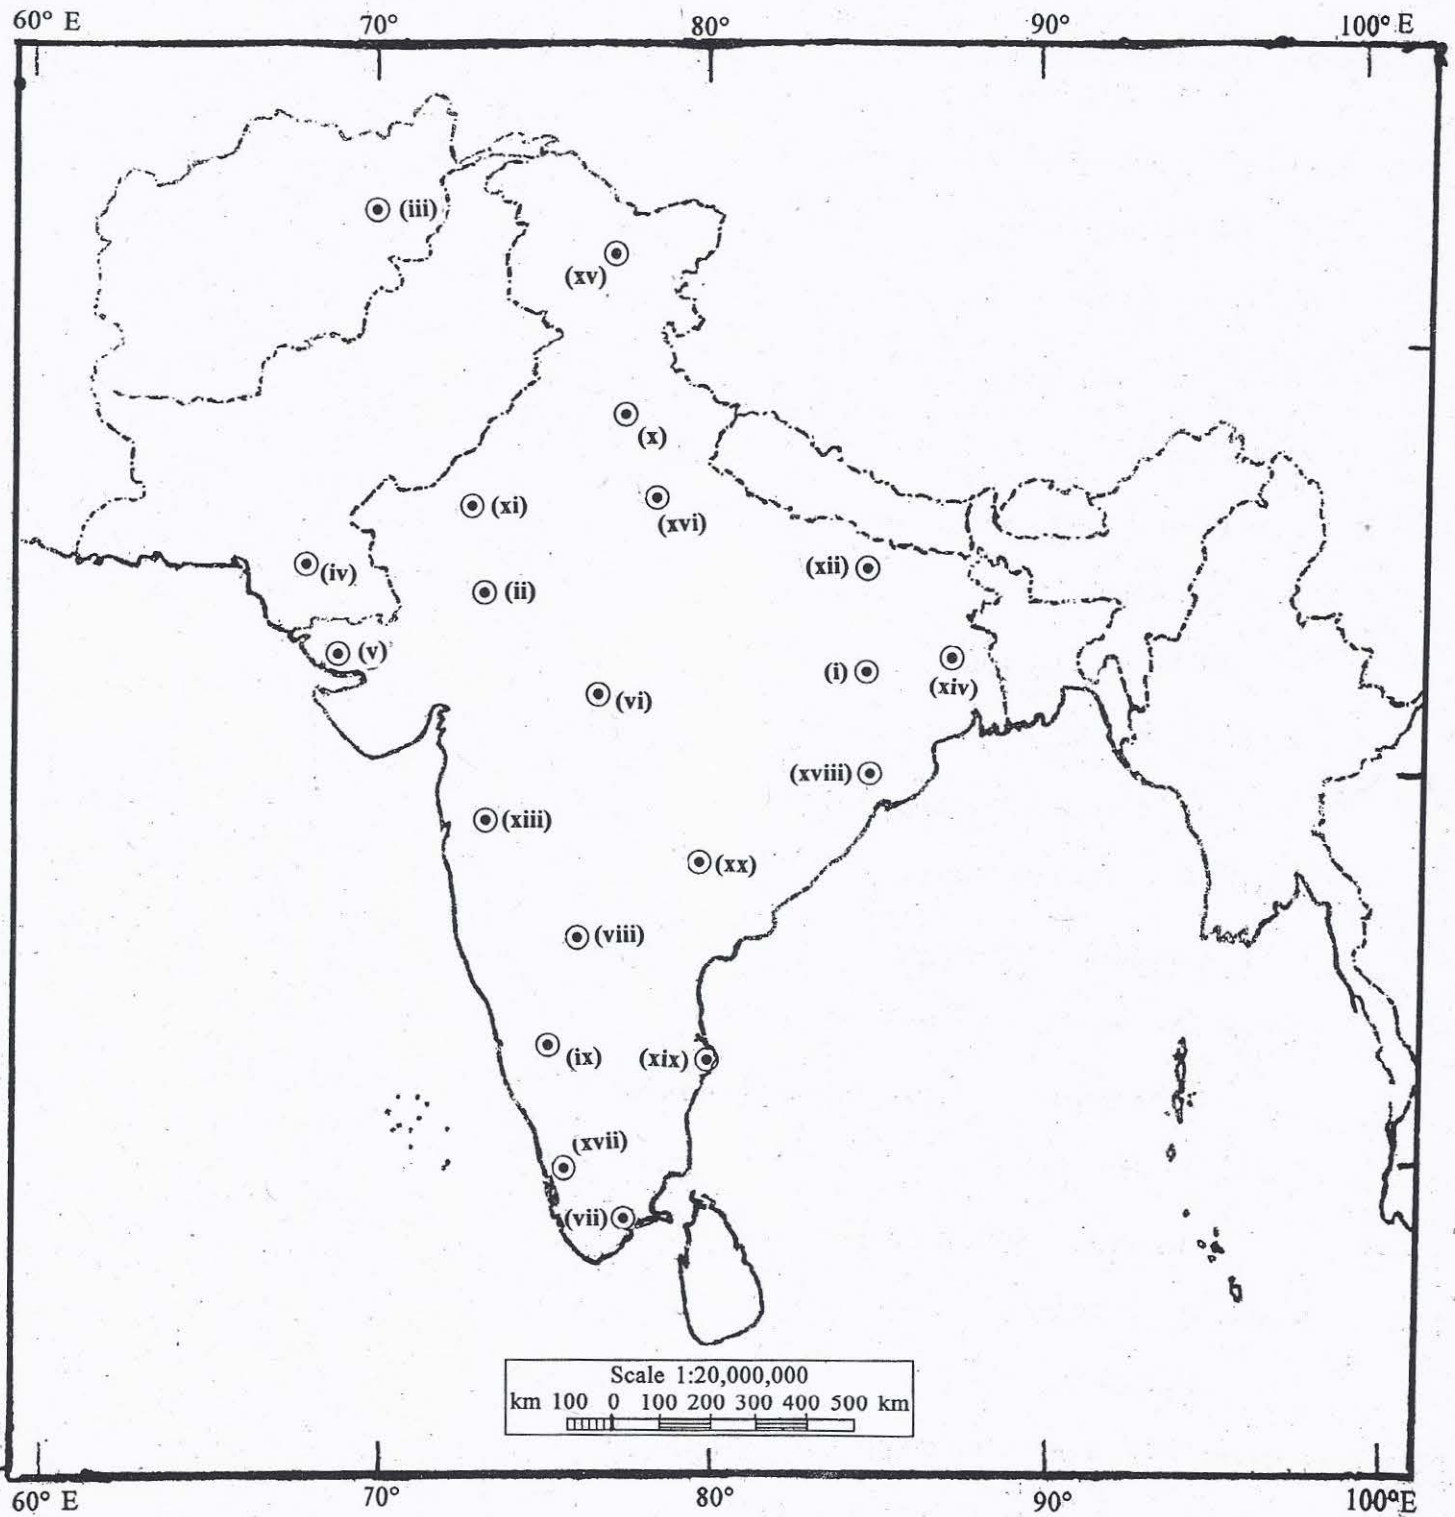 60° E 70° 80° 90° 100° E
(iii)
(xv)
(x)
(xi)
(xvi)
(iv)
(xii)
(ii)
(v)
(i)
(xiv)
(vi)
(xviii)
(xiii)
(xx)
(viii)
(ix)
(xix)
(xvii)
(vii)
Scale 1:20,000,000
km 100 0 100 200 300 400 500 km
60° E 70° 80° 90° 100° E